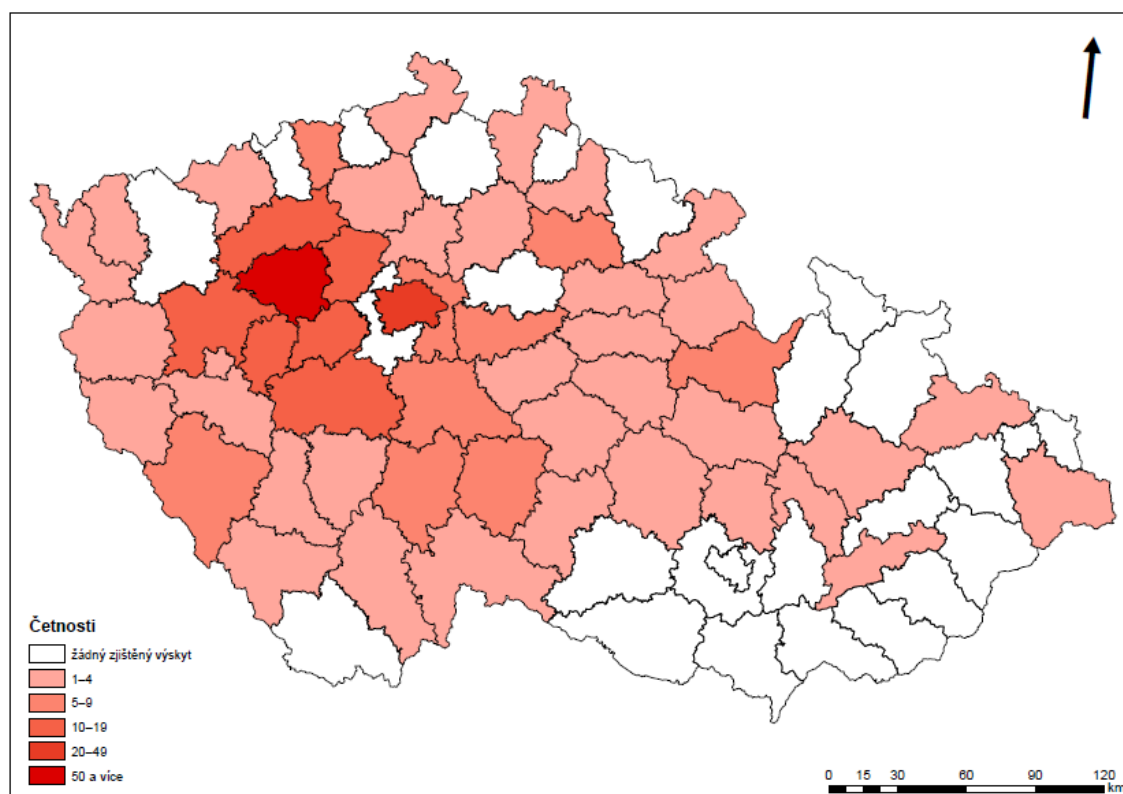 Četnosti
žádný zjištěný výskyt
1–4
5–9
10–19
20–49
50 a více
0 15 30 60 90 120
km